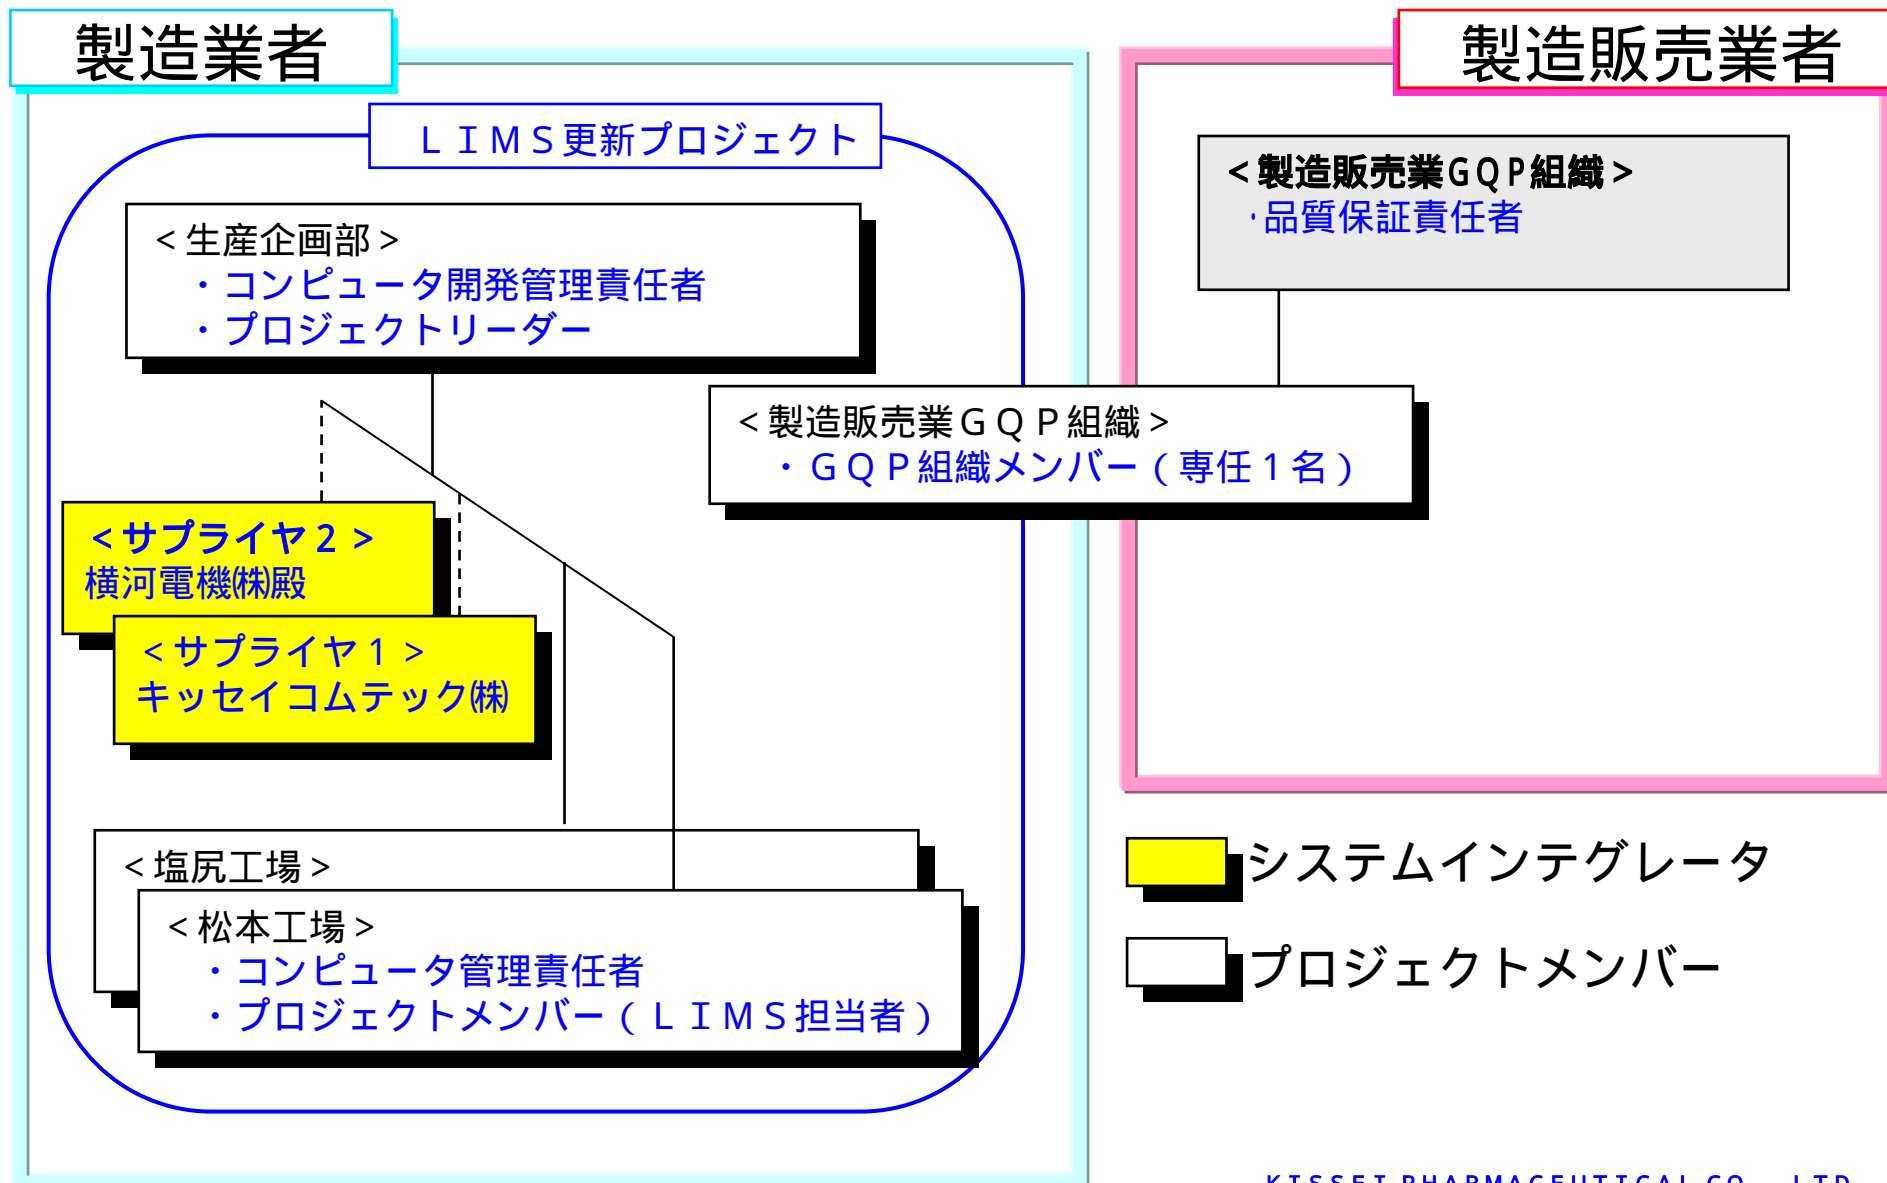 製造業者
製造販売業者
ＬＩＭＳ更新プロジェクト
＜製造販売業ＧＱＰ組織＞
・品質保証責任者
＜生産企画部＞
・コンピュータ開発管理責任者
・プロジェクトリーダー
＜製造販売業ＧＱＰ組織＞
・ＧＱＰ組織メンバー（専任１名）
＜サプライヤ２＞
横河電機㈱殿
＜サプライヤ１＞
キッセイコムテック㈱
＜塩尻工場＞
＜松本工場＞
・コンピュータ管理責任者
・プロジェクトメンバー（ＬＩＭＳ担当者）
システムインテグレータ
プロジェクトメンバー
KISSEI PHARMACEUTICAL CO., LTD.